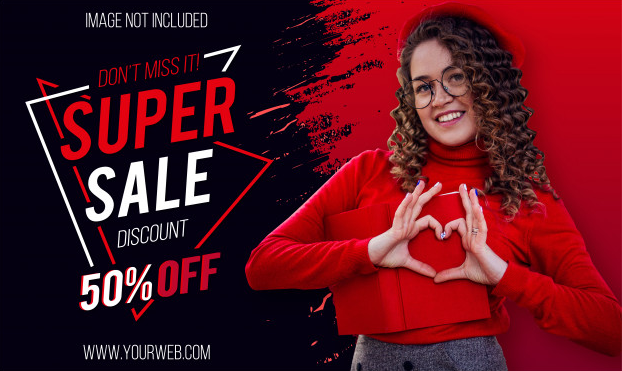 IMAGE NOT INCLUDED
DON'T MISS IT!
SUPER
SALE
DISCOUNT
50% OFF
WWW.YOURWEB.COM